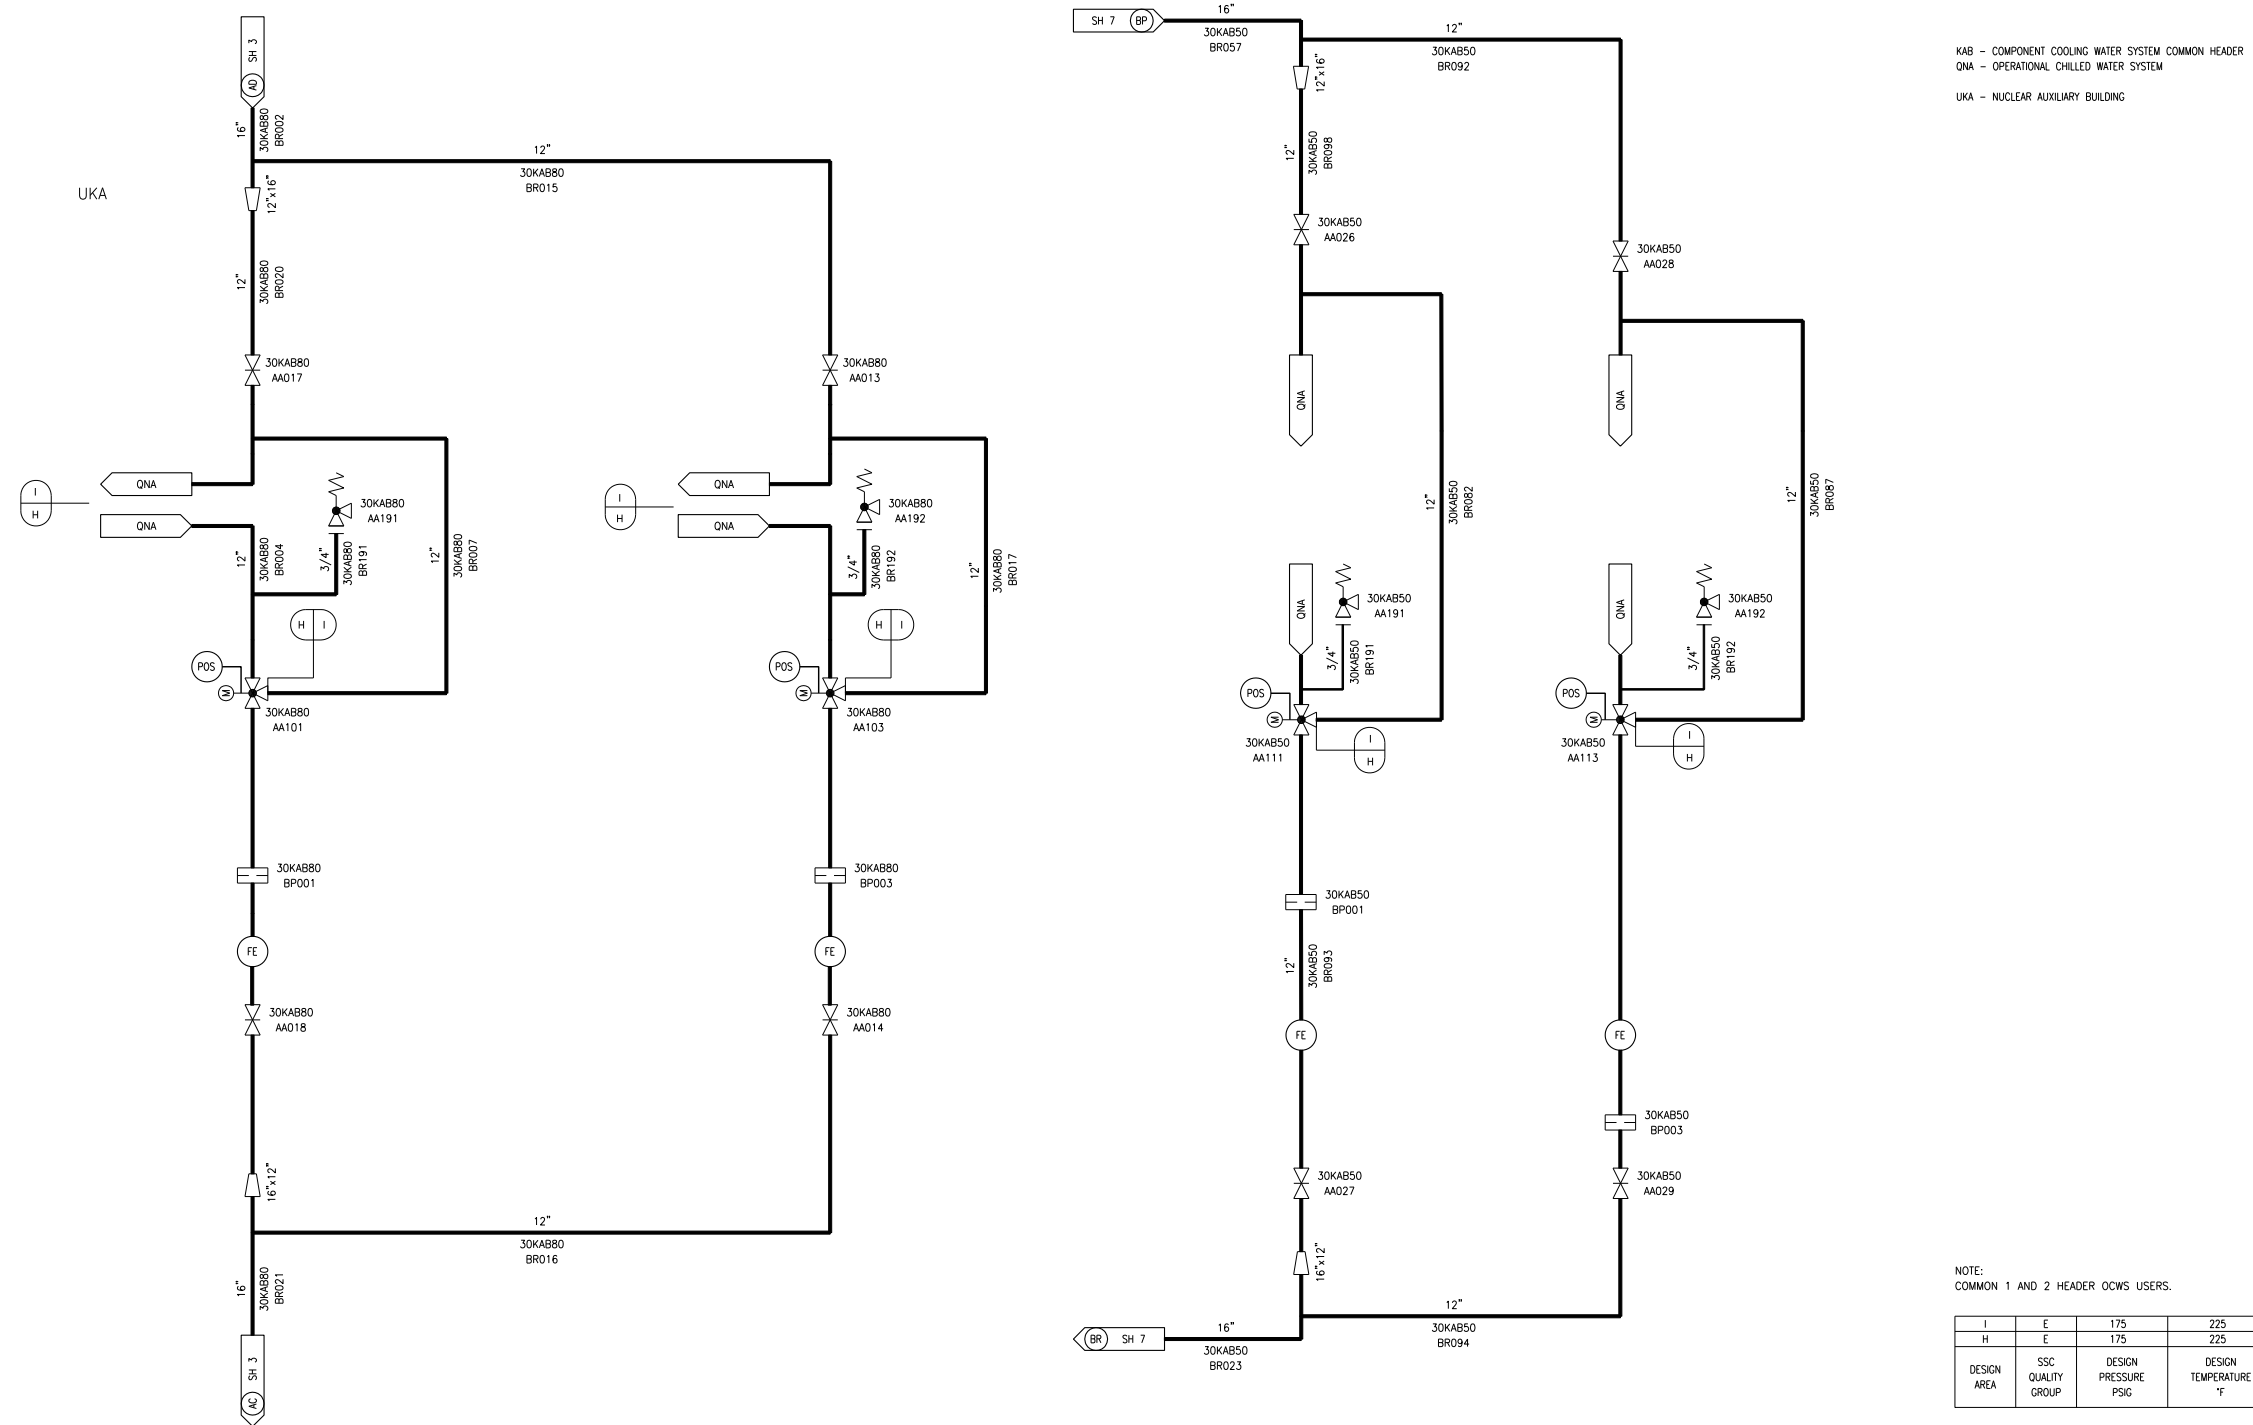 SH 3
AD
16"
30KAB80
BR002
12"
30KAB80
BR015
UKA
12"x16"
12"
30KAB80
BR020
30KAB80
AA017
30KAB80
AA013
QNA
QNA
I
H
12"
30KAB80
BR004
3/4"
30KAB80
BR191
30KAB80
AA191
12"
30KAB80
BR007
H I
POS
M
30KAB80
AA101
QNA
QNA
I
H
3/4"
30KAB80
BR192
30KAB80
AA192
12"
30KAB80
BR017
H I
POS
M
30KAB80
AA103
30KAB80
BP001
30KAB80
BP003
FE
FE
30KAB80
AA018
30KAB80
AA014
16"x12"
12"
30KAB80
BR016
16"
30KAB80
BR021
SH 3
AC
SH 7 BP
16"
30KAB50
BR057
12"
30KAB50
BR092
12"x16"
12"
30KAB50
BR098
30KAB50
AA026
30KAB50
AA028
QNA
QNA
12"
30KAB50
BR082
12"
30KAB50
BR087
QNA
3/4"
30KAB50
BR191
30KAB50
AA191
POS
M
30KAB50
AA111
I
H
QNA
3/4"
30KAB50
BR192
30KAB50
AA192
POS
M
30KAB50
AA113
I
H
30KAB50
BP001
12"
30KAB50
BR093
FE
FE
30KAB50
BP003
30KAB50
AA027
30KAB50
AA029
16"x12"
12"
30KAB50
BR094
BR SH 7
16"
30KAB50
BR023
KAB - COMPONENT COOLING WATER SYSTEM COMMON HEADER
QNA - OPERATIONAL CHILLED WATER SYSTEM
UKA - NUCLEAR AUXILIARY BUILDING
NOTE:
COMMON 1 AND 2 HEADER OCWS USERS.
I E 175 225
H E 175 225
DESIGN AREA SSC QUALITY GROUP DESIGN PRESSURE PSIG DESIGN TEMPERATURE °F